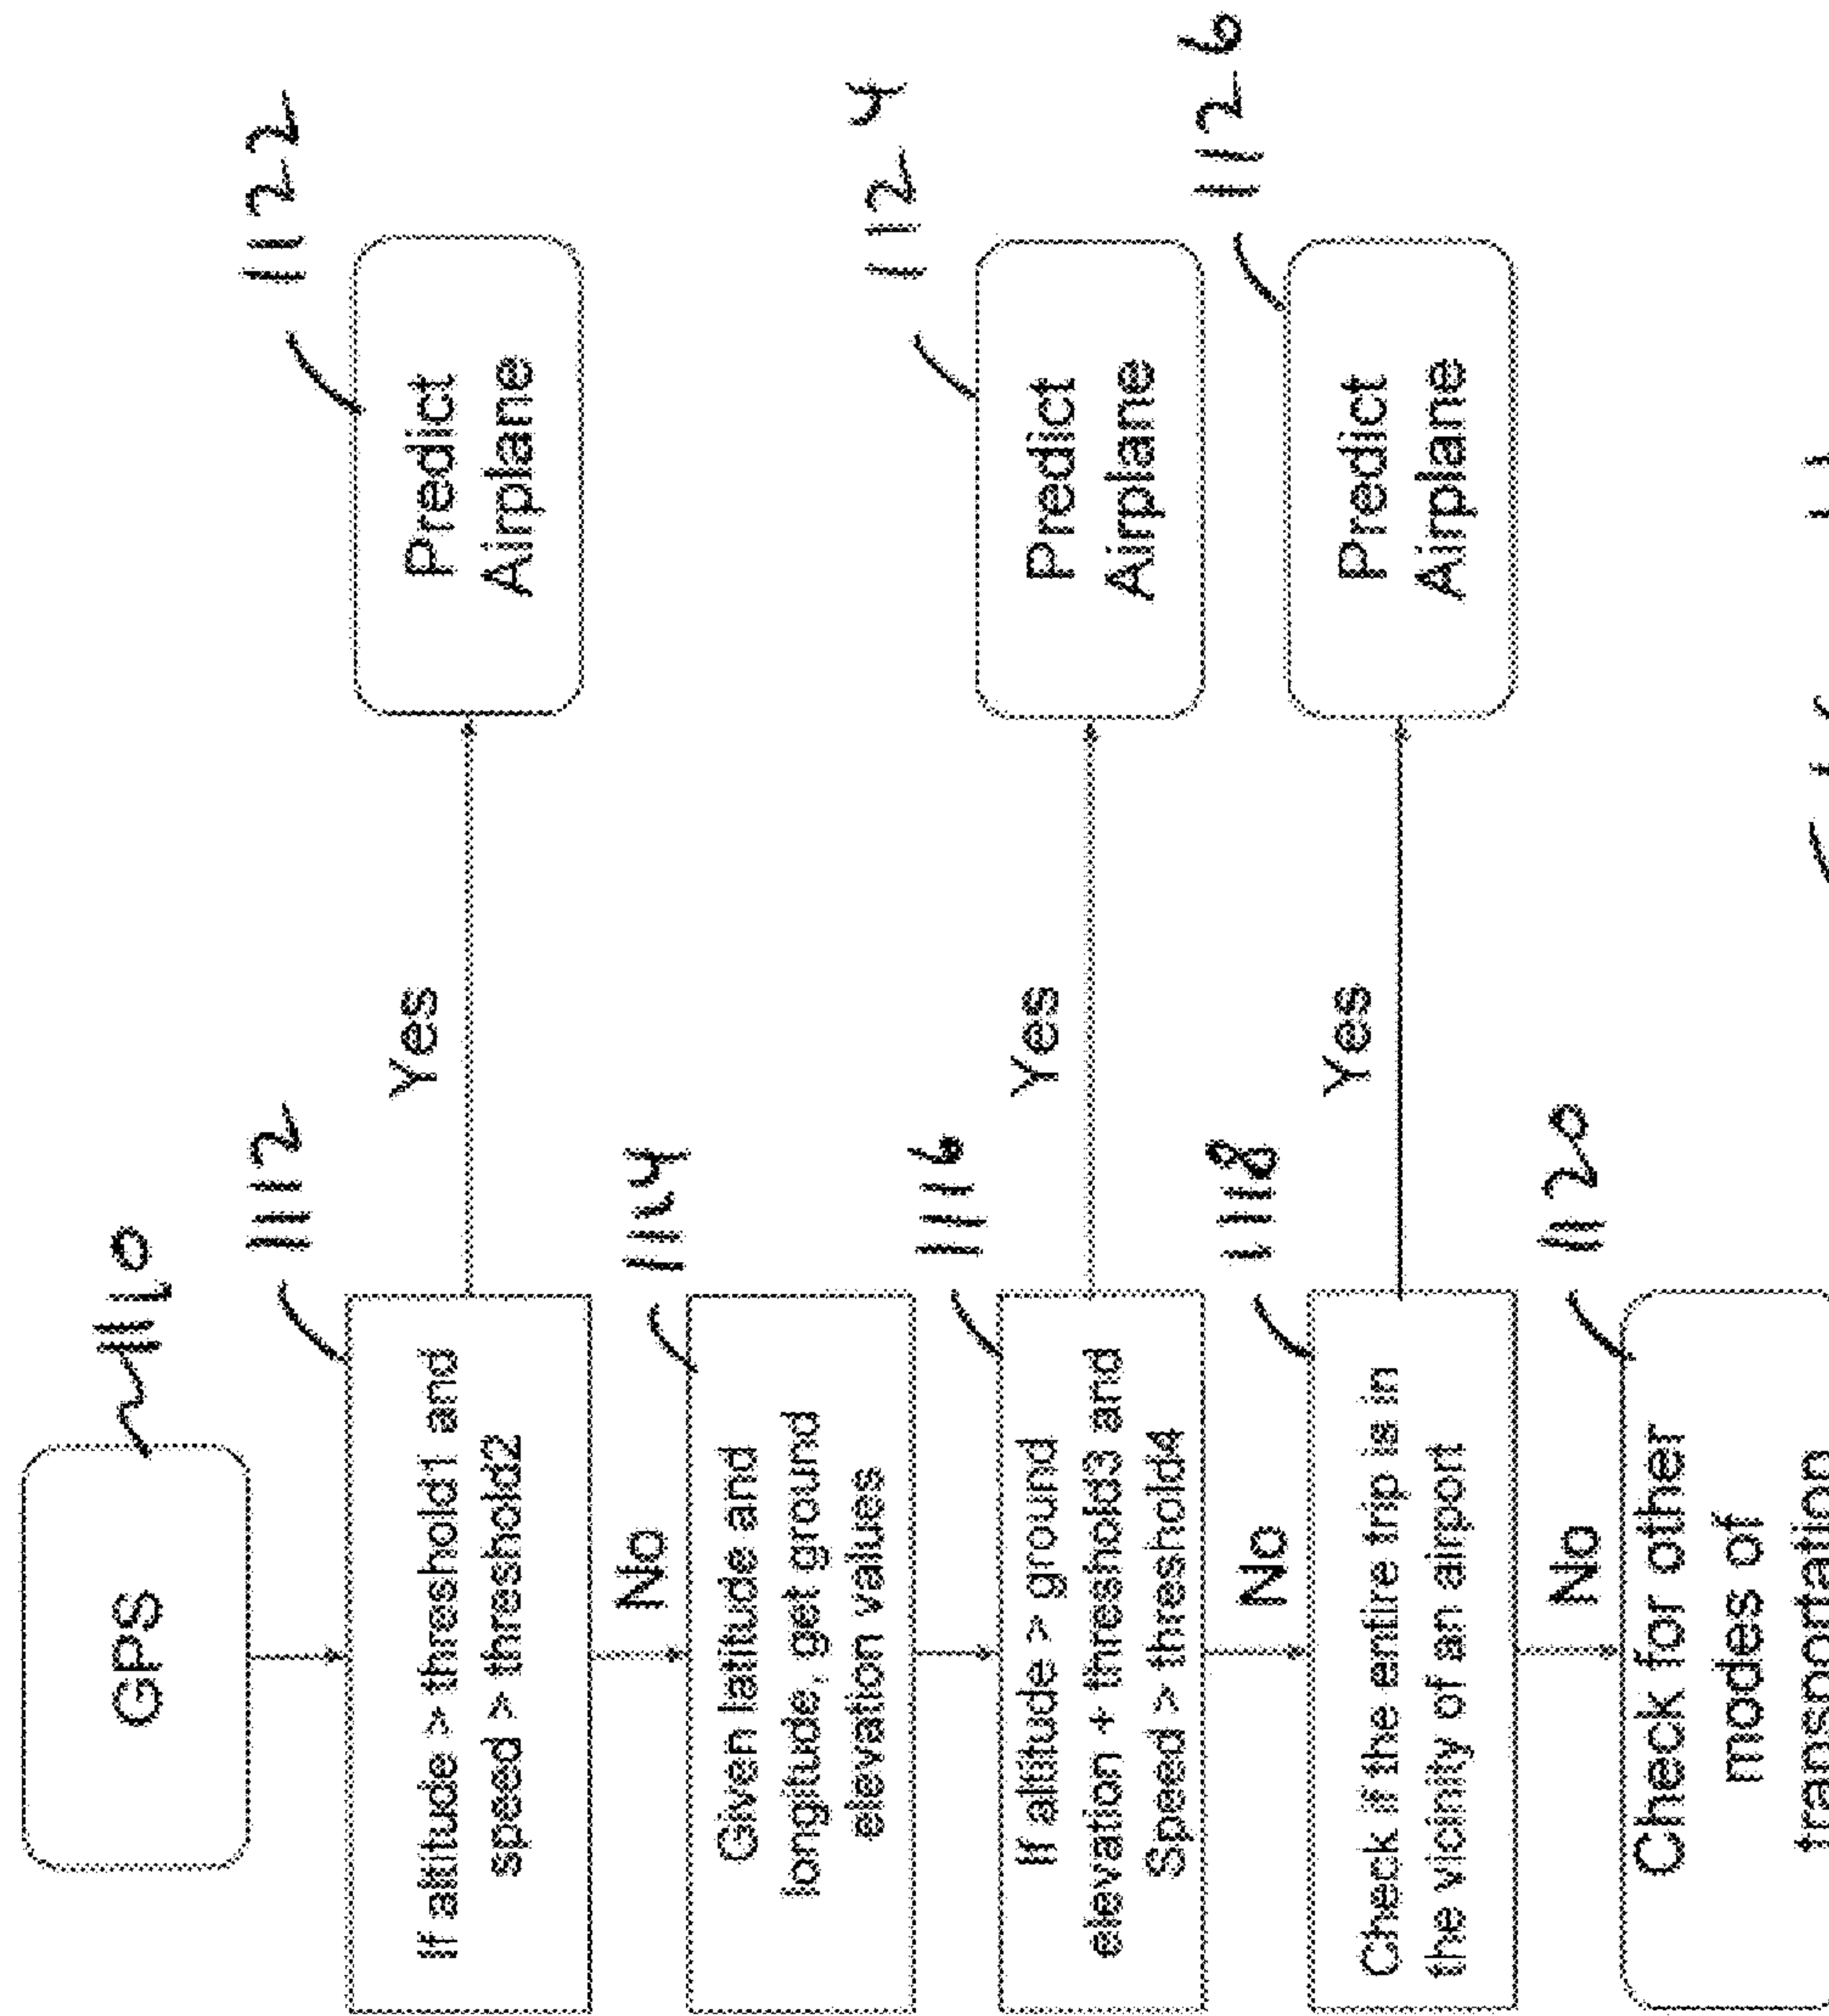 GPS
1110
If altitude > threshold1 and
speed > threshold2
1112
Yes
Predict
Airplane
1122
No
Given latitude and
longitude, get ground
elevation values
1114
If altitude > ground
elevation + threshold3 and
Speed > threshold4
1116
Yes
Predict
Airplane
1124
No
Check if the entire trip is in
the vicinity of an airport
1118
Yes
Predict
Airplane
1126
No
Check for other
modes of
transportation
1120